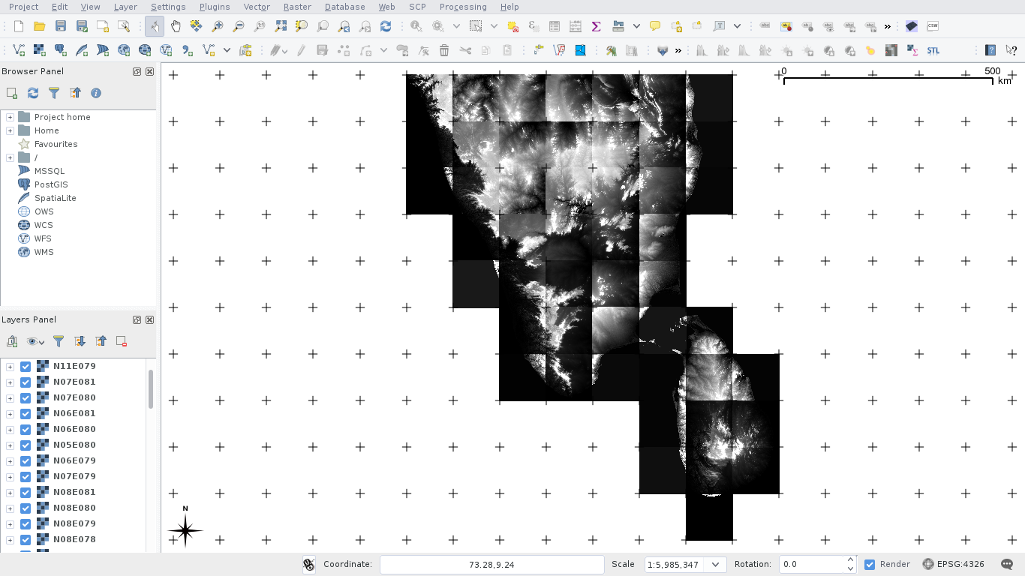 Project Edit View Layer Settings Plugins Vector Raster Database Web SCP Processing Help
STL
Browser Panel
Project home
Home
Favourites
/
MSSQL
PostGIS
SpatiaLite
OWS
WCS
WFS
WMS
Layers Panel
N11E079
N07E081
N07E080
N06E081
N06E080
N05E080
N06E079
N07E079
N08E081
N08E080
N08E079
N08E078
0 500
km
N
Coordinate: 73.28,9.24 Scale 1:5,985,347 Rotation: 0.0 Render EPSG:4326